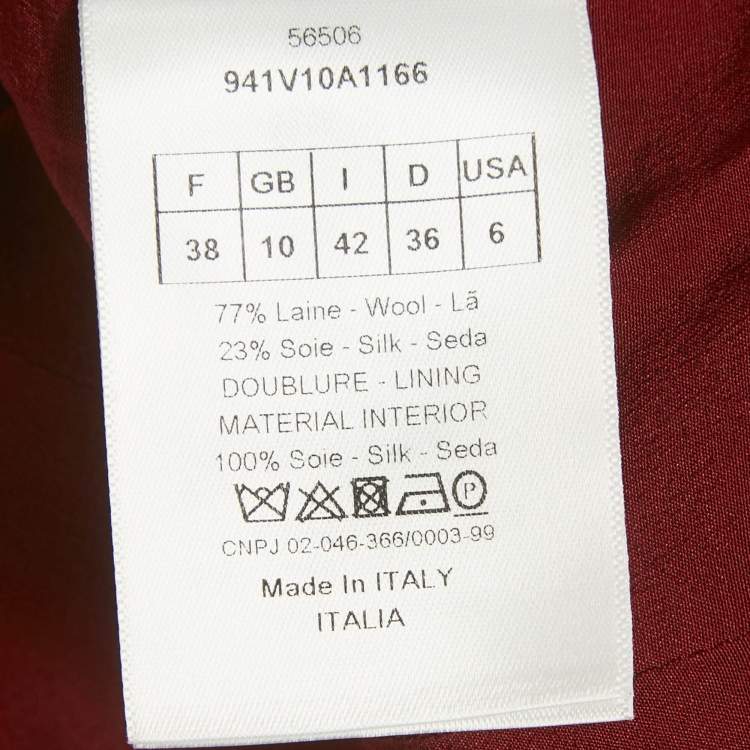 56506
941V10A1166
F GB I D USA
38 10 42 36 6
77% Laine - Wool - Lã
23% Soie - Silk - Seda
DOUBLURE - LINING
MATERIAL INTERIOR
100% Soie - Silk - Seda
P
CNPJ 02-046-366/0003-99
Made In ITALY
ITALIA